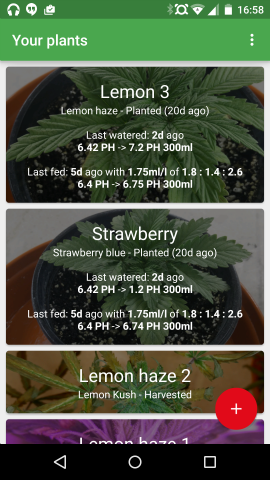 16:58
Your plants
Lemon 3
Lemon haze - Planted (20d ago)
Last watered: 2d ago
6.42 PH -> 7.2 PH 300ml
Last fed: 5d ago with 1.75ml/l of 1.8 : 1.4 : 2.6
6.4 PH -> 6.75 PH 300ml
Strawberry
Strawberry blue - Planted (20d ago)
Last watered: 2d ago
6.42 PH -> 1.2 PH 300ml
Last fed: 5d ago with 1.75ml/l of 1.8 : 1.4 : 2.6
6.4 PH -> 6.74 PH 300ml
Lemon haze 2
Lemon Kush - Harvested
Lemon haze 1